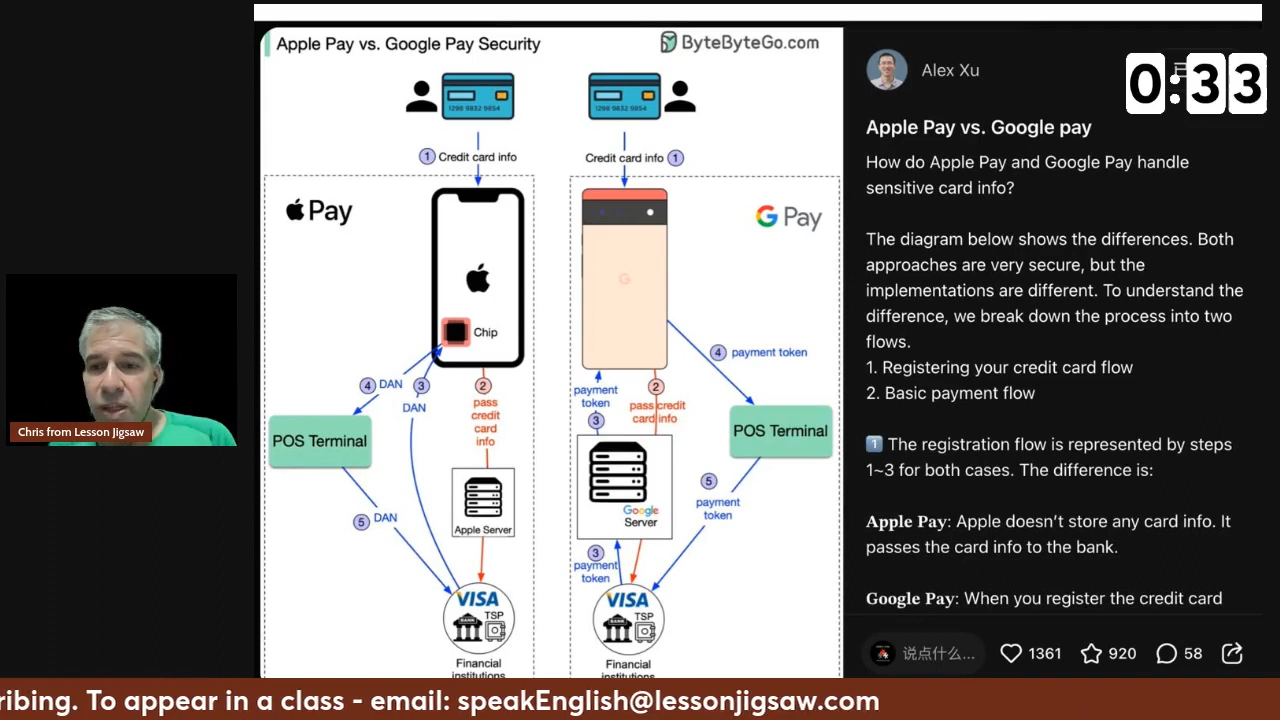 Apple Pay vs. Google Pay Security
ByteByteGo.com
1298 9832 9854
1298 9832 9854
1 Credit card info
Credit card info 1
Pay
G Pay
Chip
4 DAN
3
DAN
2
pass
credit
card
info
POS Terminal
5 DAN
Apple Server
VISA
BANK
TSP
Financial
institutions
4 payment token
payment
token
3
2
pass credit
card info
POS Terminal
Google
Server
5
payment
token
3
payment
token
VISA
BANK
TSP
Financial
institutions
Alex Xu
0:33
Apple Pay vs. Google pay
How do Apple Pay and Google Pay handle
sensitive card info?
The diagram below shows the differences. Both
approaches are very secure, but the
implementations are different. To understand the
difference, we break down the process into two
flows.
1. Registering your credit card flow
2. Basic payment flow
1 The registration flow is represented by steps
1~3 for both cases. The difference is:
Apple Pay: Apple doesn’t store any card info. It
passes the card info to the bank.
Google Pay: When you register the credit card
说点什么...
1361
920
58
Chris from Lesson Jigsaw
ribing. To appear in a class - email: speakEnglish@lessonjigsaw.com